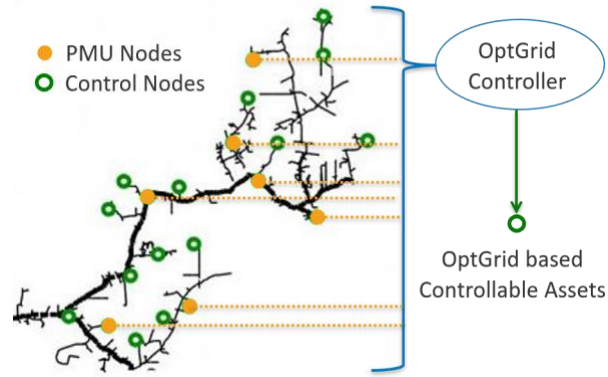 PMU Nodes
Control Nodes
OptGrid
Controller
OptGrid based
Controllable Assets